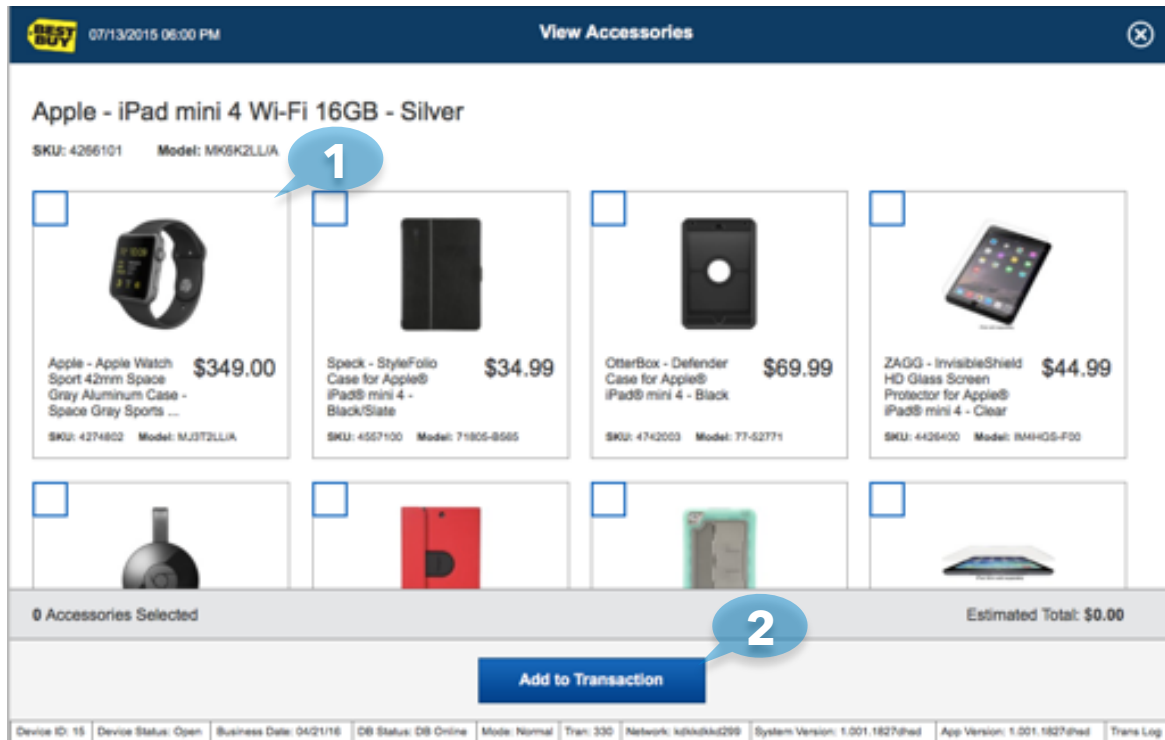 BEST BUY 07/13/2015 06:00 PM View Accessories
Apple - iPad mini 4 Wi-Fi 16GB - Silver
SKU: 4266101 Model: MK6K2LL/A
1
Apple - Apple Watch
Sport 42mm Space
Gray Aluminum Case -
Space Gray Sports ...
$349.00
SKU: 4274802 Model: MJ3T2LL/A
Speck - StyleFolio
Case for Apple®
iPad® mini 4 -
Black/Slate
$34.99
SKU: 4557100 Model: 71805-B565
OtterBox - Defender
Case for Apple®
iPad® mini 4 - Black
$69.99
SKU: 4742003 Model: 77-52771
ZAGG - InvisibleShield
HD Glass Screen
Protector for Apple®
iPad® mini 4 - Clear
$44.99
SKU: 4426400 Model: IM4HGS-F00
0 Accessories Selected Estimated Total: $0.00
2
Add to Transaction
Device ID: 15 Device Status: Open Business Date: 04/21/16 DB Status: DB Online Mode: Normal Tran: 330 Network: System Version: 1.001.1827dhsd App Version: 1.001.1827dhsd Trans Log